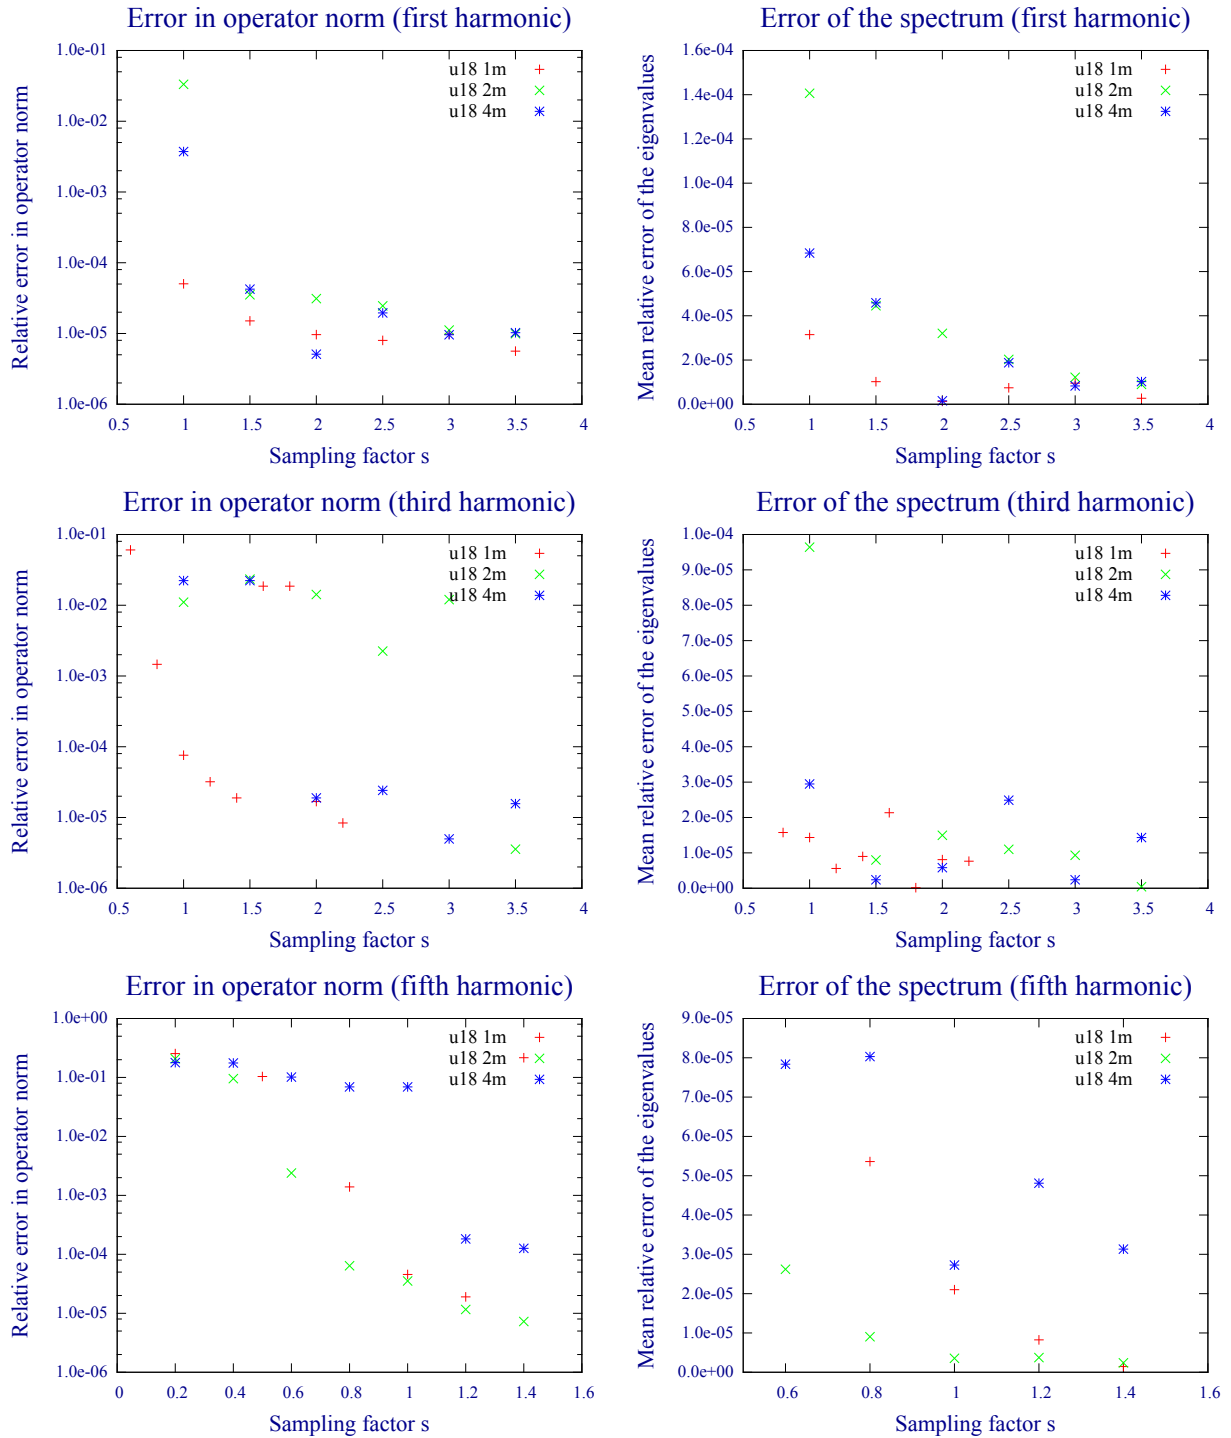 Error in operator norm (first harmonic)
Relative error in operator norm
1.0e-01
1.0e-02
1.0e-03
1.0e-04
1.0e-05
1.0e-06
u18 1m
u18 2m
u18 4m
0.5 1 1.5 2 2.5 3 3.5 4
Sampling factor s
Error of the spectrum (first harmonic)
Mean relative error of the eigenvalues
1.6e-04
1.4e-04
1.2e-04
1.0e-04
8.0e-05
6.0e-05
4.0e-05
2.0e-05
0.0e+00
u18 1m
u18 2m
u18 4m
0.5 1 1.5 2 2.5 3 3.5 4
Sampling factor s
Error in operator norm (third harmonic)
Relative error in operator norm
1.0e-01
1.0e-02
1.0e-03
1.0e-04
1.0e-05
1.0e-06
u18 1m
u18 2m
u18 4m
0.5 1 1.5 2 2.5 3 3.5 4
Sampling factor s
Error of the spectrum (third harmonic)
Mean relative error of the eigenvalues
1.0e-04
9.0e-05
8.0e-05
7.0e-05
6.0e-05
5.0e-05
4.0e-05
3.0e-05
2.0e-05
1.0e-05
0.0e+00
u18 1m
u18 2m
u18 4m
0.5 1 1.5 2 2.5 3 3.5 4
Sampling factor s
Error in operator norm (fifth harmonic)
Relative error in operator norm
1.0e+00
1.0e-01
1.0e-02
1.0e-03
1.0e-04
1.0e-05
1.0e-06
u18 1m
u18 2m
u18 4m
0 0.2 0.4 0.6 0.8 1 1.2 1.4 1.6
Sampling factor s
Error of the spectrum (fifth harmonic)
Mean relative error of the eigenvalues
9.0e-05
8.0e-05
7.0e-05
6.0e-05
5.0e-05
4.0e-05
3.0e-05
2.0e-05
1.0e-05
0.0e+00
u18 1m
u18 2m
u18 4m
0.6 0.8 1 1.2 1.4 1.6
Sampling factor s